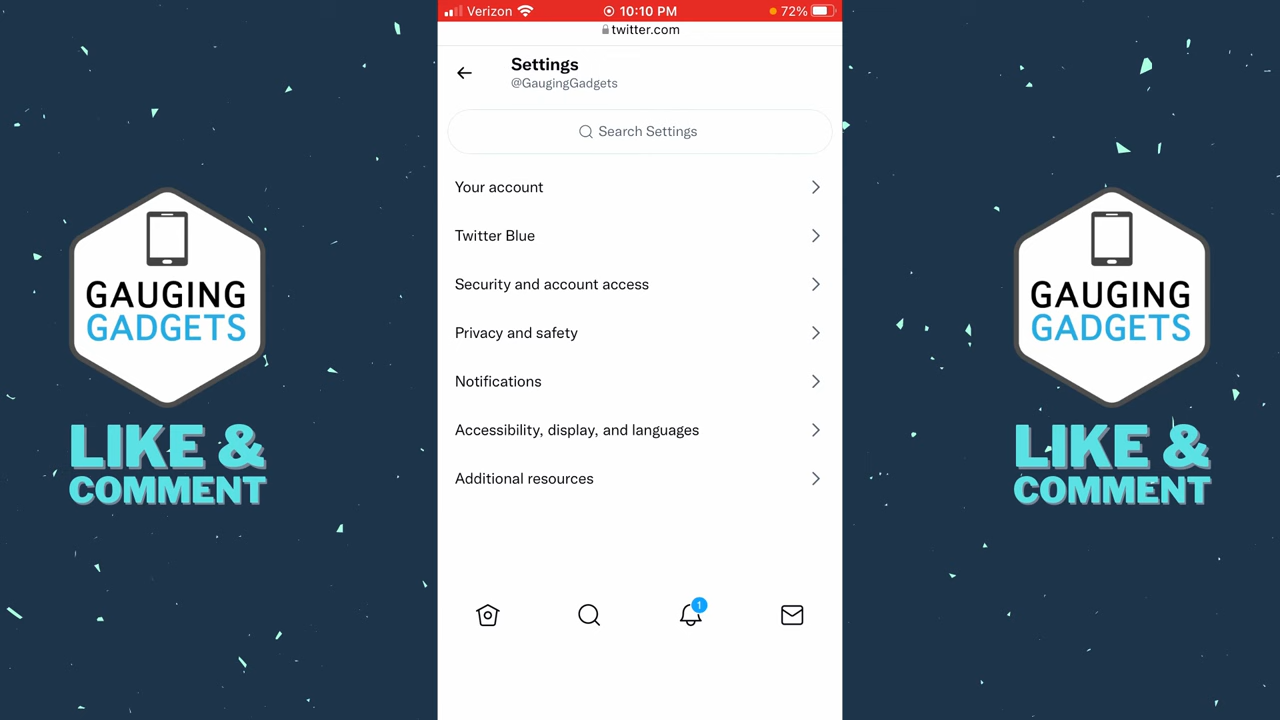 Verizon 10:10 PM 72%
twitter.com
Settings
@GaugingGadgets
Search Settings
Your account
Twitter Blue
Security and account access
Privacy and safety
Notifications
Accessibility, display, and languages
Additional resources
1
GAUGING
GADGETS
LIKE &
COMMENT
GAUGING
GADGETS
LIKE &
COMMENT